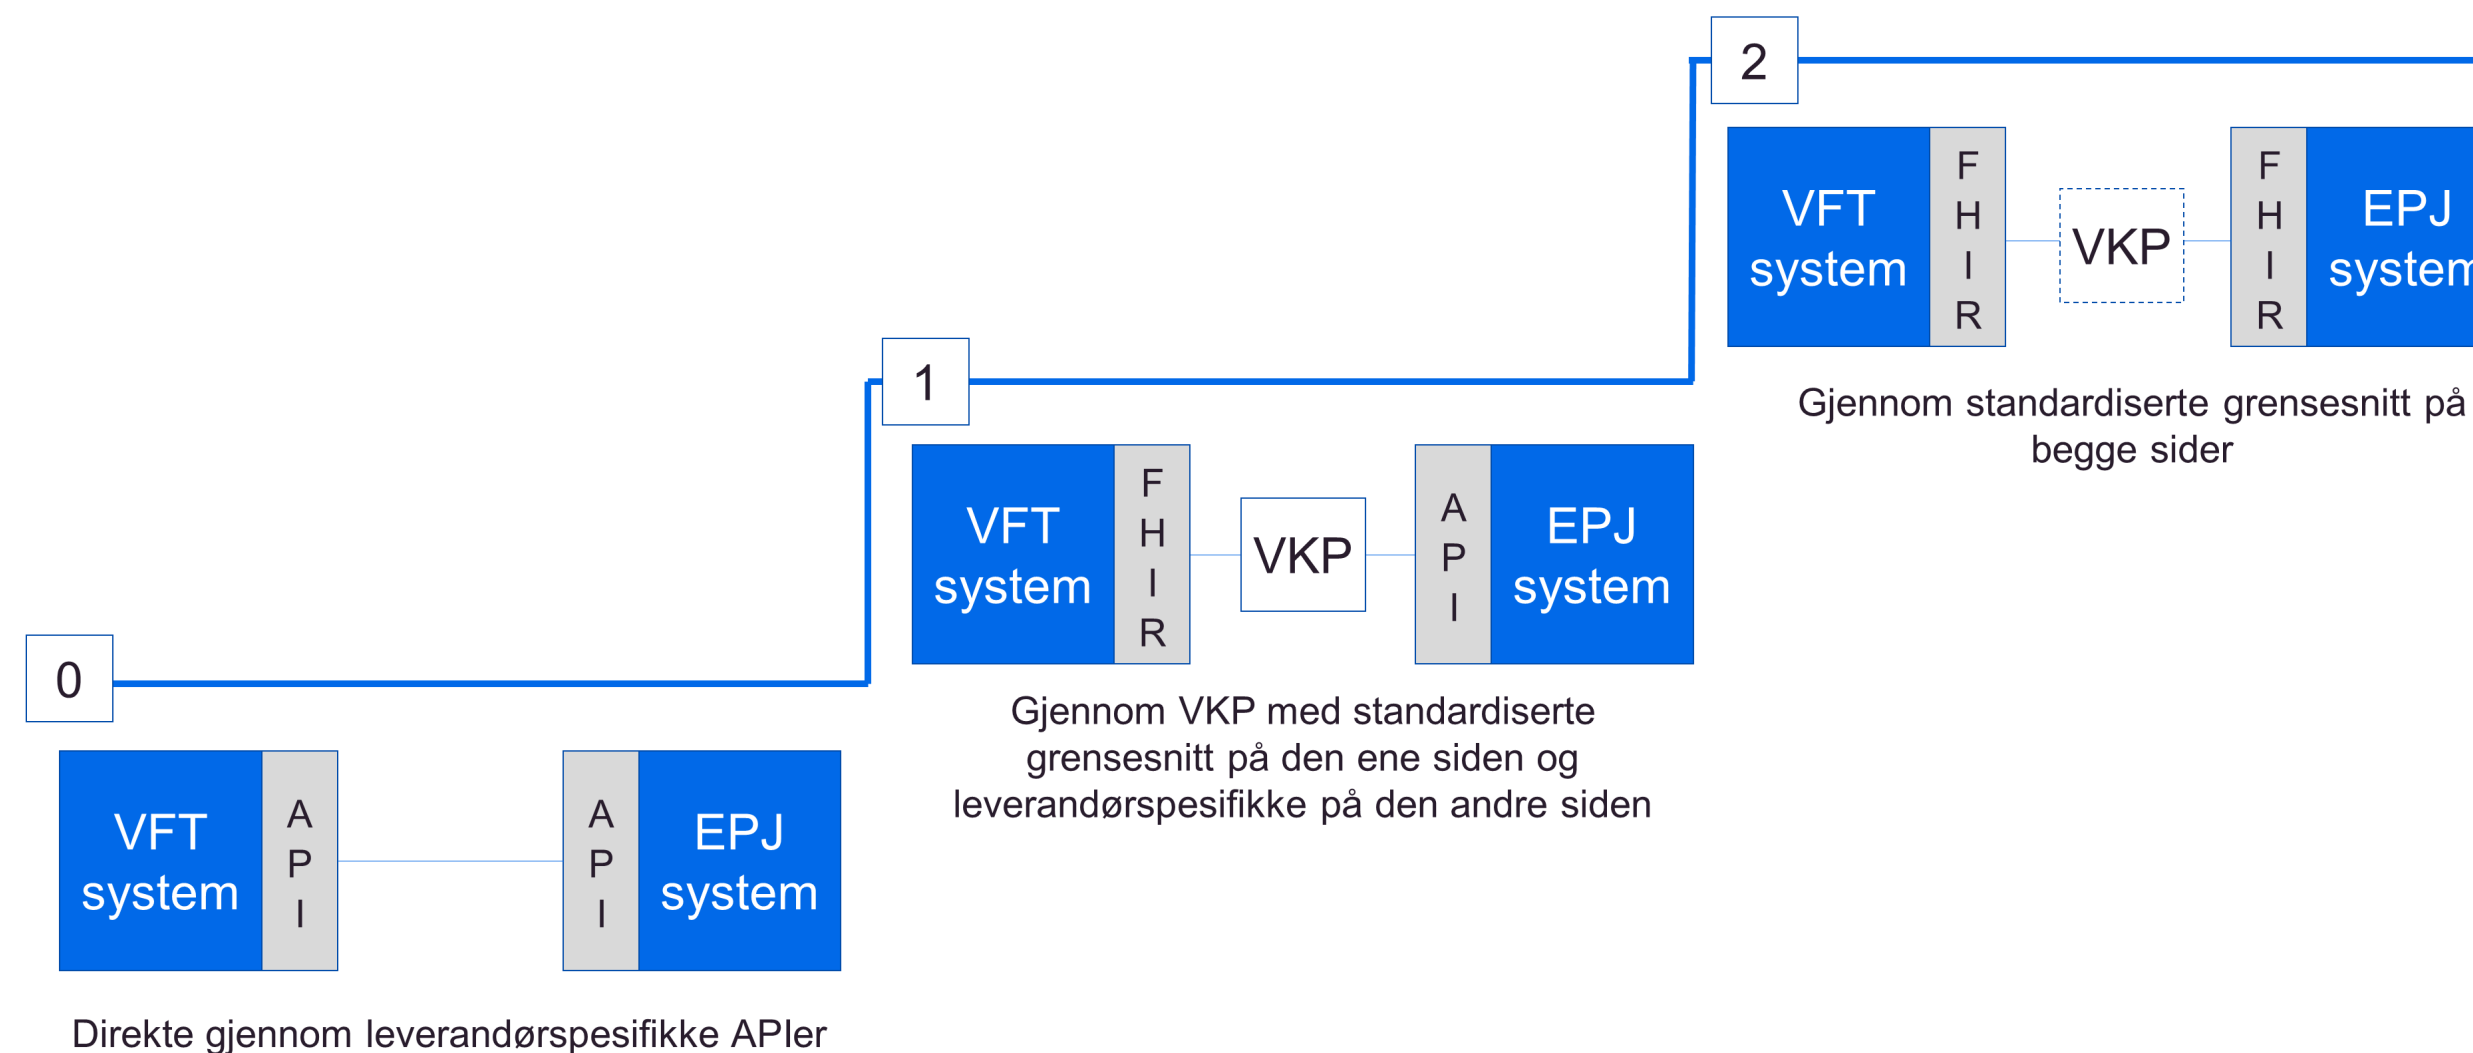 0
VFT
system
A
P
I
A
P
I
EPJ
system
Direkte gjennom leverandørspesifikke APIer
1
VFT
system
F
H
I
R
VKP
A
P
I
EPJ
system
Gjennom VKP med standardiserte
grensesnitt på den ene siden og
leverandørspesifikke på den andre siden
2
VFT
system
F
H
I
R
VKP
F
H
I
R
EPJ
system
Gjennom standardiserte grensesnitt på
begge sider